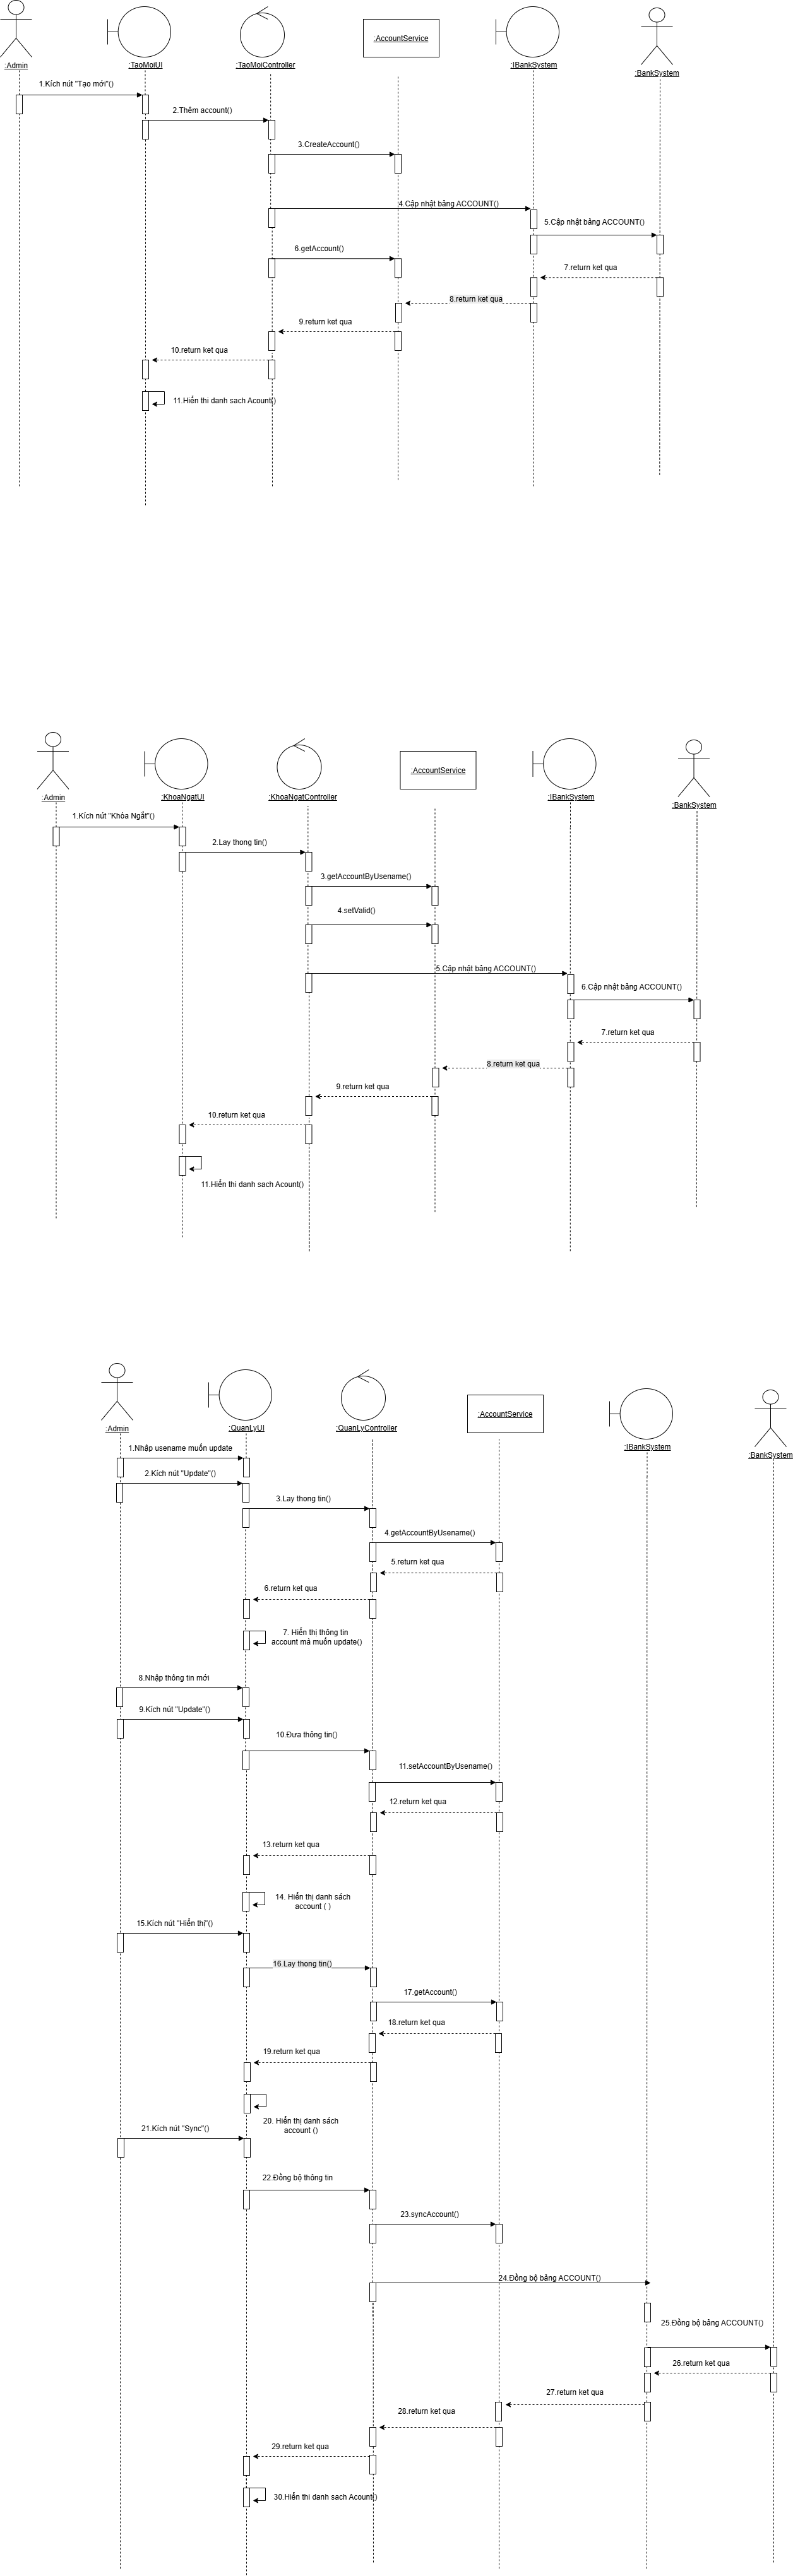 :Admin
:TaoMoiUI
:TaoMoiController
:AccountService
:IBankSystem
:BankSystem
1.Kích nút "Tạo mới"()
2.Thêm account()
3.CreateAccount()
4.Cập nhật bảng ACCOUNT()
5.Cập nhật bảng ACCOUNT()
6.getAccount()
7.return ket qua
8.return ket qua
9.return ket qua
10.return ket qua
11.Hiển thi danh sach Acount()
:Admin
:KhoaNgatUI
:KhoaNgatController
:AccountService
:IBankSystem
:BankSystem
1.Kích nút "Khóa Ngắt"()
2.Lay thong tin()
3.getAccountByUsename()
4.setValid()
5.Cập nhật bảng ACCOUNT()
6.Cập nhật bảng ACCOUNT()
7.return ket qua
8.return ket qua
9.return ket qua
10.return ket qua
11.Hiển thi danh sach Acount()
:Admin
:QuanLyUI
:QuanLyController
:AccountService
:IBankSystem
:BankSystem
1.Nhập usename muốn update
2.Kích nút "Update"()
3.Lay thong tin()
4.getAccountByUsename()
5.return ket qua
6.return ket qua
7. Hiển thị thông tin
account mà muốn update()
8.Nhập thông tin mới
9.Kích nút "Update"()
10.Đưa thông tin()
11.setAccountByUsename()
12.return ket qua
13.return ket qua
14. Hiển thị danh sách
account ( )
15.Kích nút "Hiển thị"()
16.Lay thong tin()
17.getAccount()
18.return ket qua
19.return ket qua
20. Hiển thị danh sách
account ()
21.Kích nút "Sync"()
22.Đồng bộ thông tin
23.syncAccount()
24.Đồng bộ bảng ACCOUNT()
25.Đồng bộ bảng ACCOUNT()
26.return ket qua
27.return ket qua
28.return ket qua
29.return ket qua
30.Hiển thi danh sach Acount()